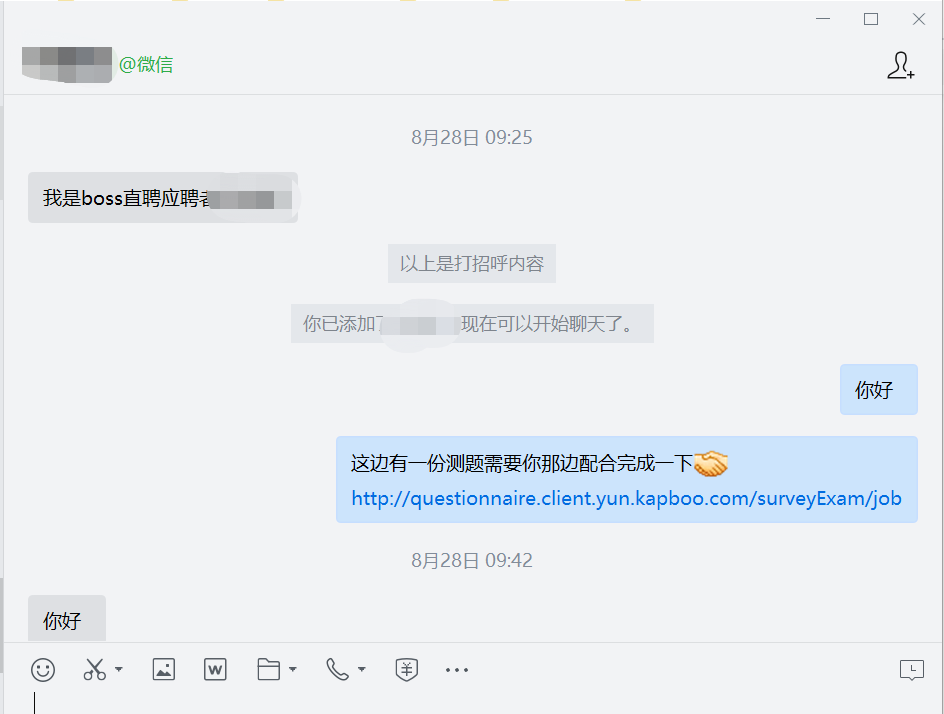 @微信
8月28日 09:25
我是boss直聘应聘者
以上是打招呼内容
你已添加了 现在可以开始聊天了。
你好
这边有一份测题需要你那边配合完成一下
http://questionnaire.client.yun.kapboo.com/surveyExam/job
8月28日 09:42
你好